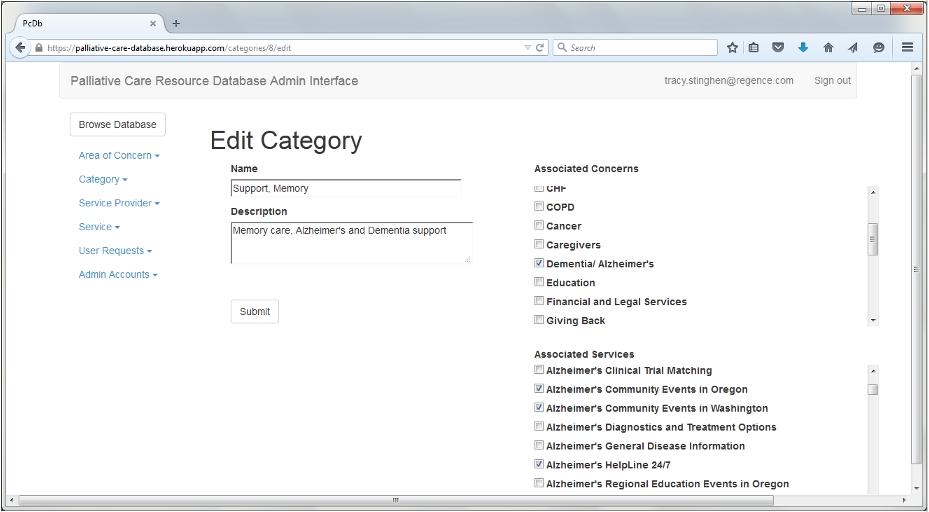 PcDb
https://palliative-care-database.herokuapp.com/categories/8/edit
Search
Palliative Care Resource Database Admin Interface
tracy.stinghen@regence.com
Sign out
Browse Database
Area of Concern
Category
Service Provider
Service
User Requests
Admin Accounts
Edit Category
Name
Support, Memory
Description
Memory care, Alzheimer's and Dementia support
Submit
Associated Concerns
CHF
COPD
Cancer
Caregivers
Dementia/ Alzheimer's
Education
Financial and Legal Services
Giving Back
Associated Services
Alzheimer's Clinical Trial Matching
Alzheimer's Community Events in Oregon
Alzheimer's Community Events in Washington
Alzheimer's Diagnostics and Treatment Options
Alzheimer's General Disease Information
Alzheimer's HelpLine 24/7
Alzheimer's Regional Education Events in Oregon